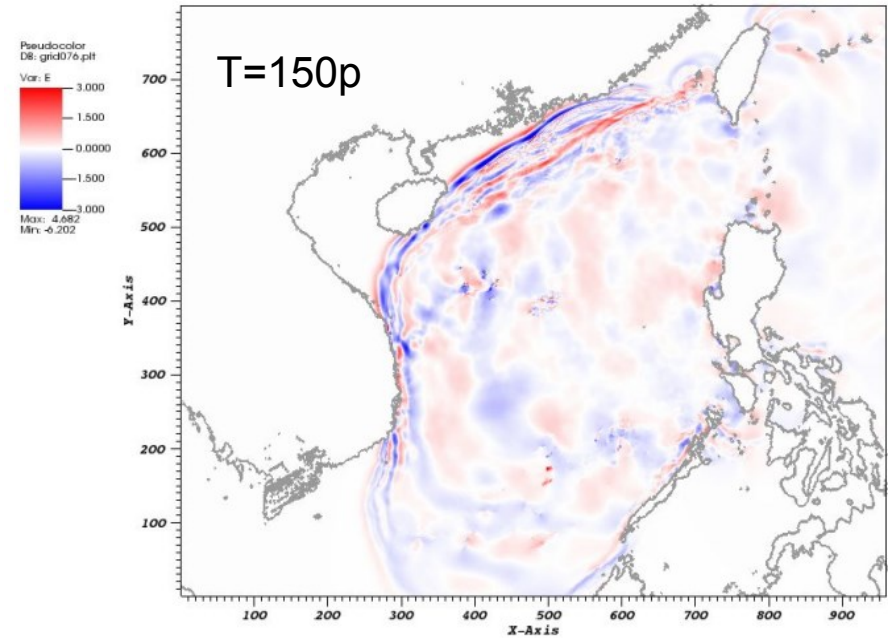 Pseudocolor
DB: grid076.plt
Var: E
3.000
1.500
0.0000
-1.500
-3.000
Max: 4.682
Min: -6.202
T=150p
Y-Axis
700
600
500
400
300
200
100
100 200 300 400 500 600 700 800 900
X-Axis